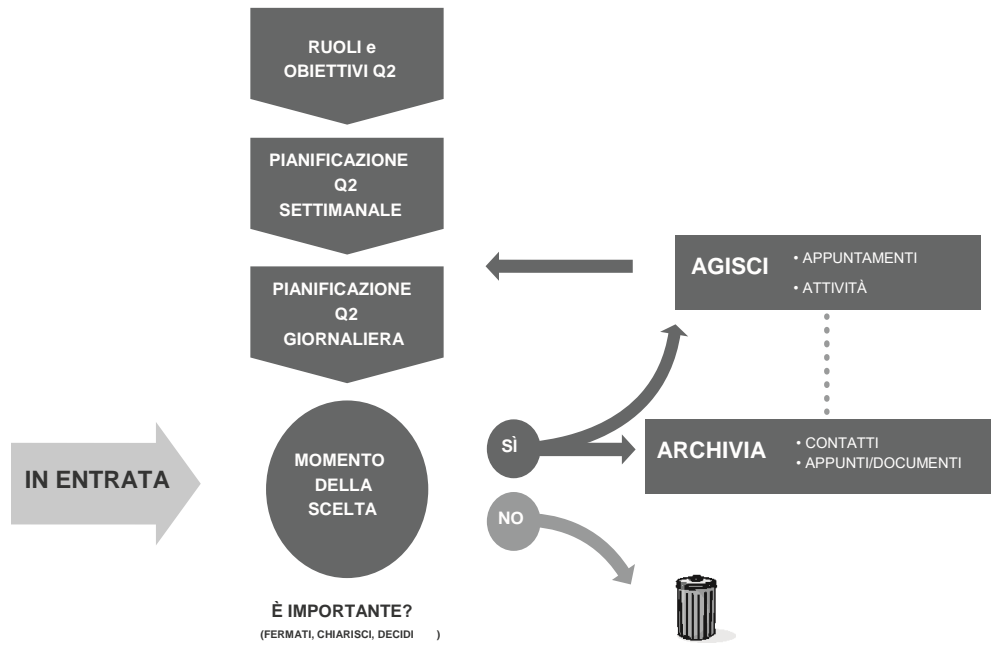 RUOLI e
OBIETTIVI Q2
PIANIFICAZIONE
Q2
SETTIMANALE
PIANIFICAZIONE
Q2
GIORNALIERA
AGISCI
• APPUNTAMENTI
• ATTIVITÀ
IN ENTRATA
MOMENTO
DELLA
SCELTA
SÌ
NO
ARCHIVIA
• CONTATTI
• APPUNTI/DOCUMENTI
È IMPORTANTE?
(FERMATI, CHIARISCI, DECIDI )